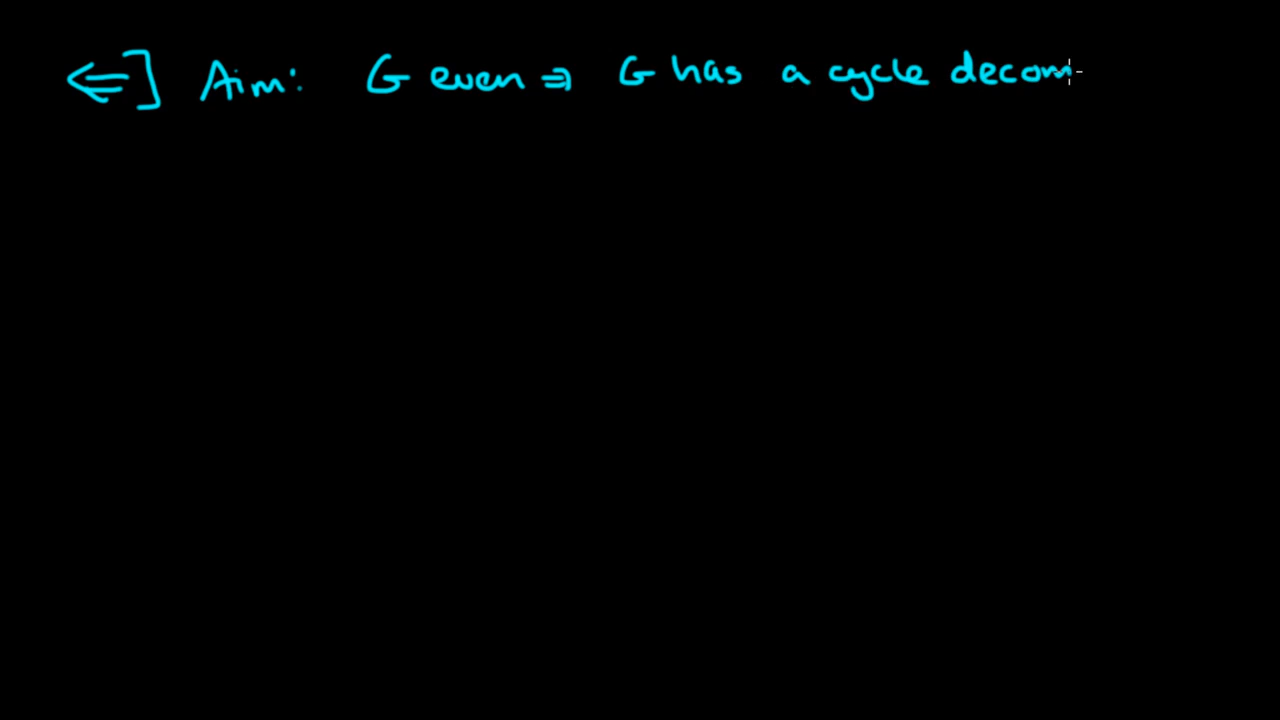 ⇐] Aim: G even ⇒ G has a cycle decom